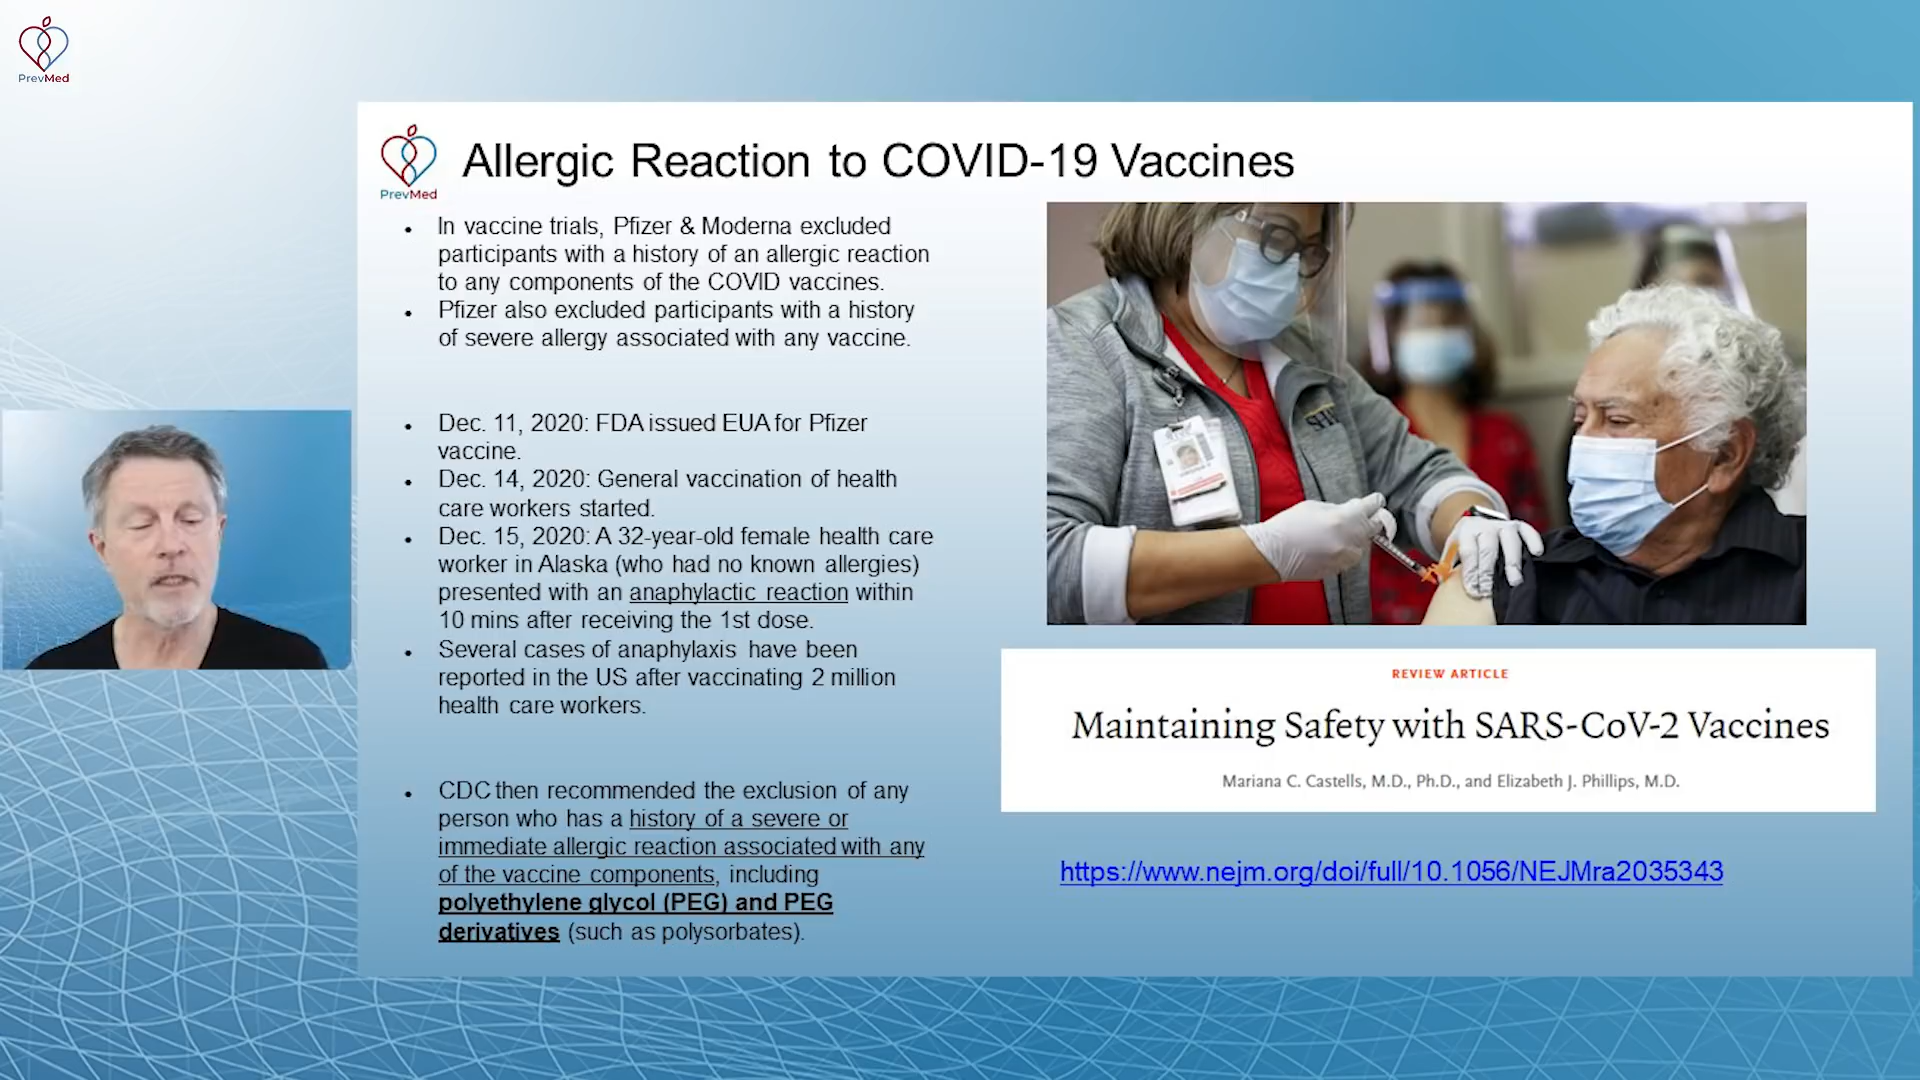 PrevMed
PrevMed
Allergic Reaction to COVID-19 Vaccines
In vaccine trials, Pfizer & Moderna excluded
participants with a history of an allergic reaction
to any components of the COVID vaccines.
Pfizer also excluded participants with a history
of severe allergy associated with any vaccine.
Dec. 11, 2020: FDA issued EUA for Pfizer
vaccine.
Dec. 14, 2020: General vaccination of health
care workers started.
Dec. 15, 2020: A 32-year-old female health care
worker in Alaska (who had no known allergies)
presented with an anaphylactic reaction within
10 mins after receiving the 1st dose.
Several cases of anaphylaxis have been
reported in the US after vaccinating 2 million
health care workers.
CDC then recommended the exclusion of any
person who has a history of a severe or
immediate allergic reaction associated with any
of the vaccine components, including
polyethylene glycol (PEG) and PEG
derivatives (such as polysorbates).
REVIEW ARTICLE
Maintaining Safety with SARS-CoV-2 Vaccines
Mariana C. Castells, M.D., Ph.D., and Elizabeth J. Phillips, M.D.
https://www.nejm.org/doi/full/10.1056/NEJMra2035343